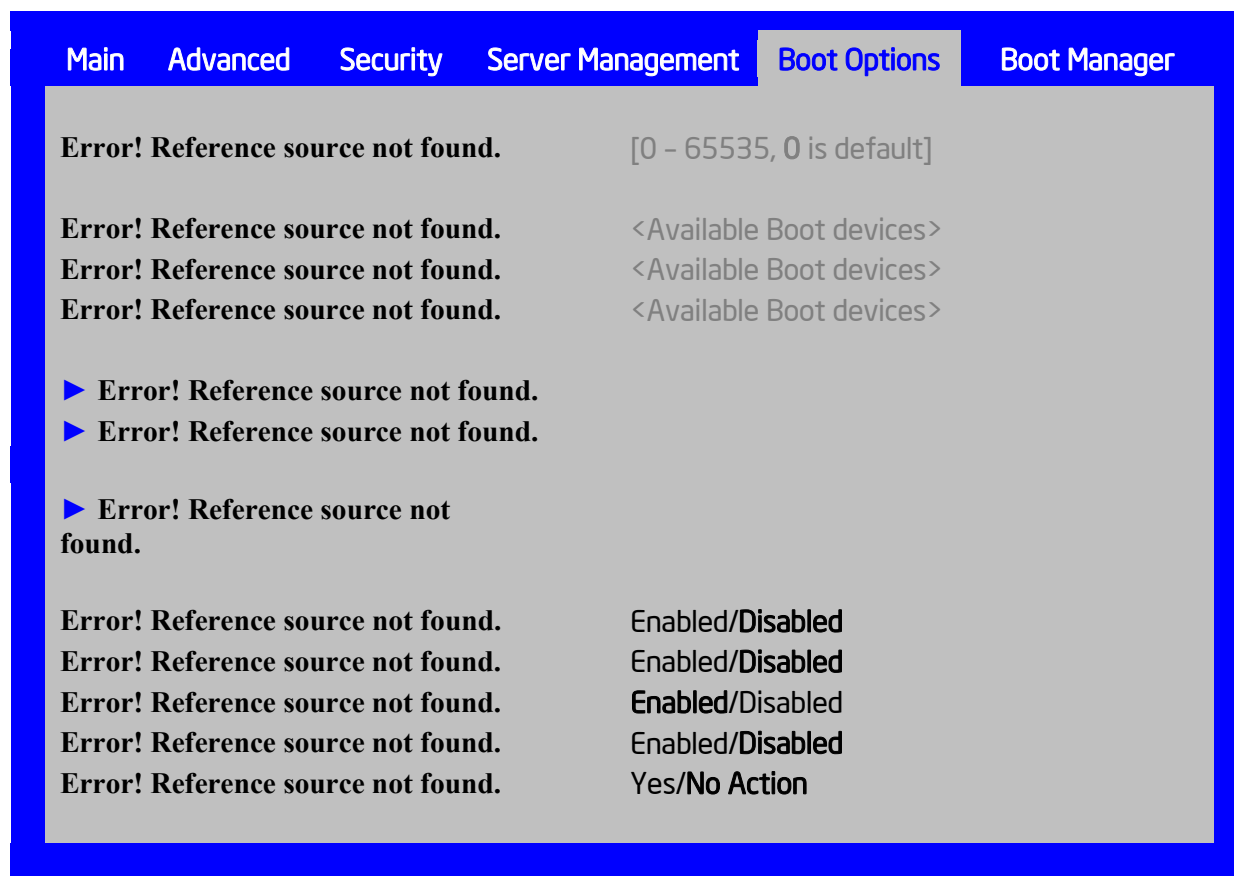 Main Advanced Security Server Management Boot Options Boot Manager
Error! Reference source not found. [0 – 65535, 0 is default]
Error! Reference source not found. <Available Boot devices>
Error! Reference source not found. <Available Boot devices>
Error! Reference source not found. <Available Boot devices>
► Error! Reference source not found.
► Error! Reference source not found.
► Error! Reference source not
found.
Error! Reference source not found. Enabled/Disabled
Error! Reference source not found. Enabled/Disabled
Error! Reference source not found. Enabled/Disabled
Error! Reference source not found. Enabled/Disabled
Error! Reference source not found. Yes/No Action